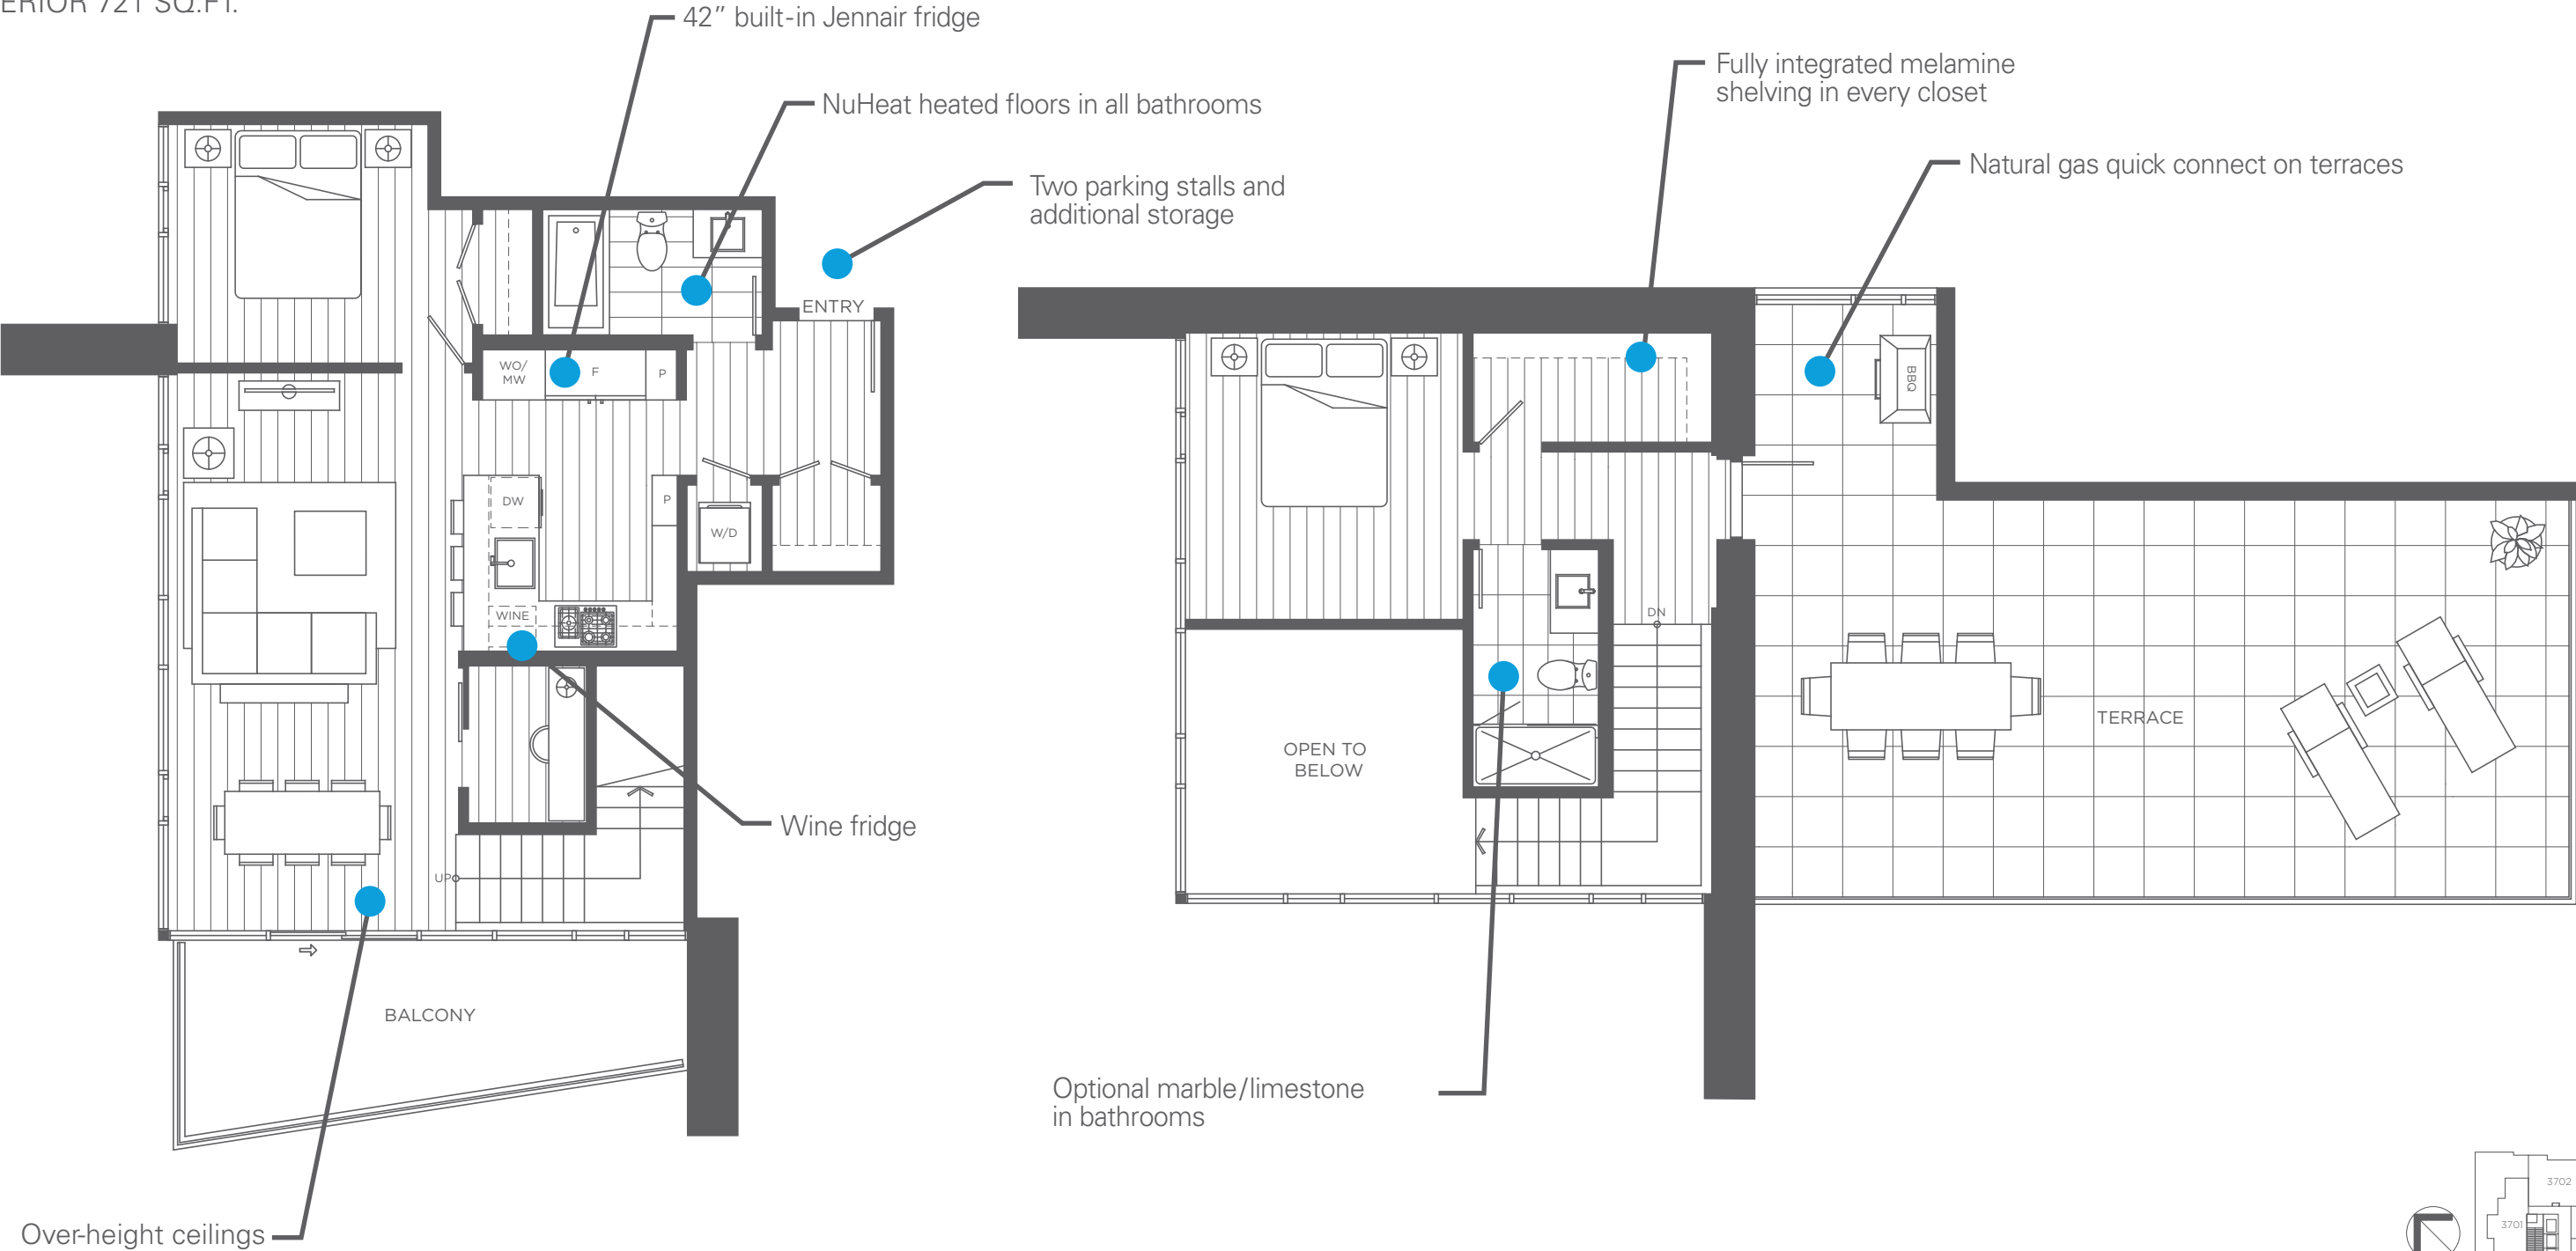 SQ.FT.
42” built-in Jennair fridge
NuHeat heated floors in all bathrooms
Two parking stalls and
additional storage
Fully integrated melamine
shelving in every closet
Natural gas quick connect on terraces
ENTRY
WO/
MW
F
P
BBQ
DW
P
W/D
WINE
DN
TERRACE
OPEN TO
BELOW
Wine fridge
UP
BALCONY
Optional marble/limestone
in bathrooms
Over-height ceilings
3702
3701